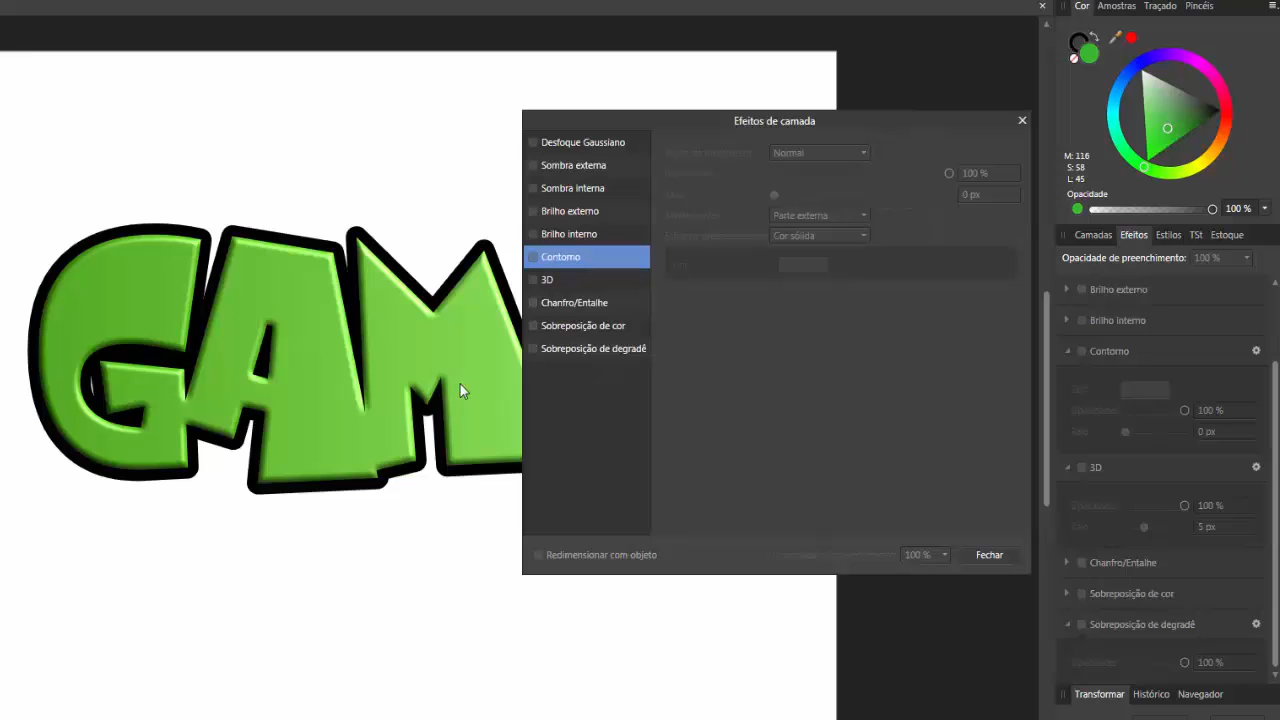 Cor Amostras Traçado Pincéis
M: 116
S: 58
L: 45
Opacidade
100 %
Camadas Efeitos Estilos TSt Estoque
Opacidade de preenchimento: 100 %
Brilho externo
Brilho Interno
Contorno
100 %
0 px
3D
100 %
5 px
Chanfro/Entalhe
Sobreposição de cor
Sobreposição de degradê
100 %
Transformar Histórico Navegador
Efeitos de camada
Desfoque Gaussiano
Sombra externa
Sombra interna
Brilho externo
Brilho interno
Contorno
3D
Chanfro/Entalhe
Sobreposição de cor
Sobreposição de degradê
Normal
100 %
0 px
Parte externa
Cor sólida
Redimensionar com objeto
100 %
Fechar
GAM